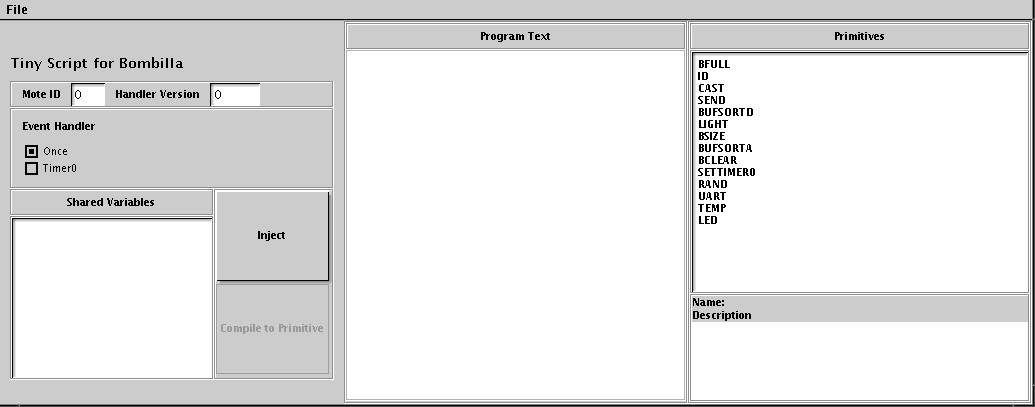 File
Tiny Script for Bombilla
Mote ID 0 Handler Version 0
Event Handler
Once
Timer0
Shared Variables
Inject
Compile to Primitive
Program Text
Primitives
BFULL
ID
CAST
SEND
BUFSORTD
LIGHT
BSIZE
BUFSORTA
BCLEAR
SETTIMER0
RAND
UART
TEMP
LED
Name:
Description